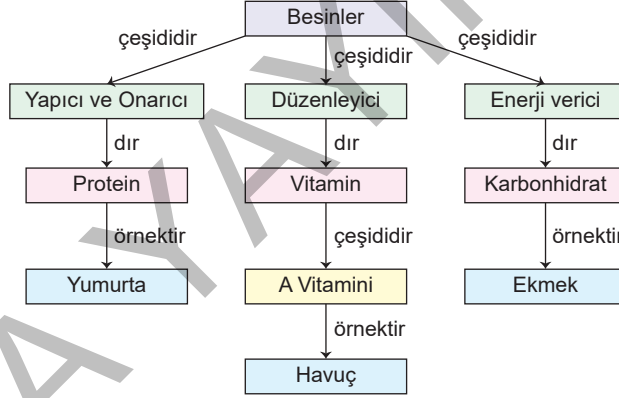 Besinler
çeşididir
çeşididir
çeşididir
Yapıcı ve Onarıcı
Düzenleyici
Enerji verici
dır
dır
dır
Protein
Vitamin
Karbonhidrat
örnektir
çeşididir
örnektir
Yumurta
A Vitamini
Ekmek
örnektir
Havuç